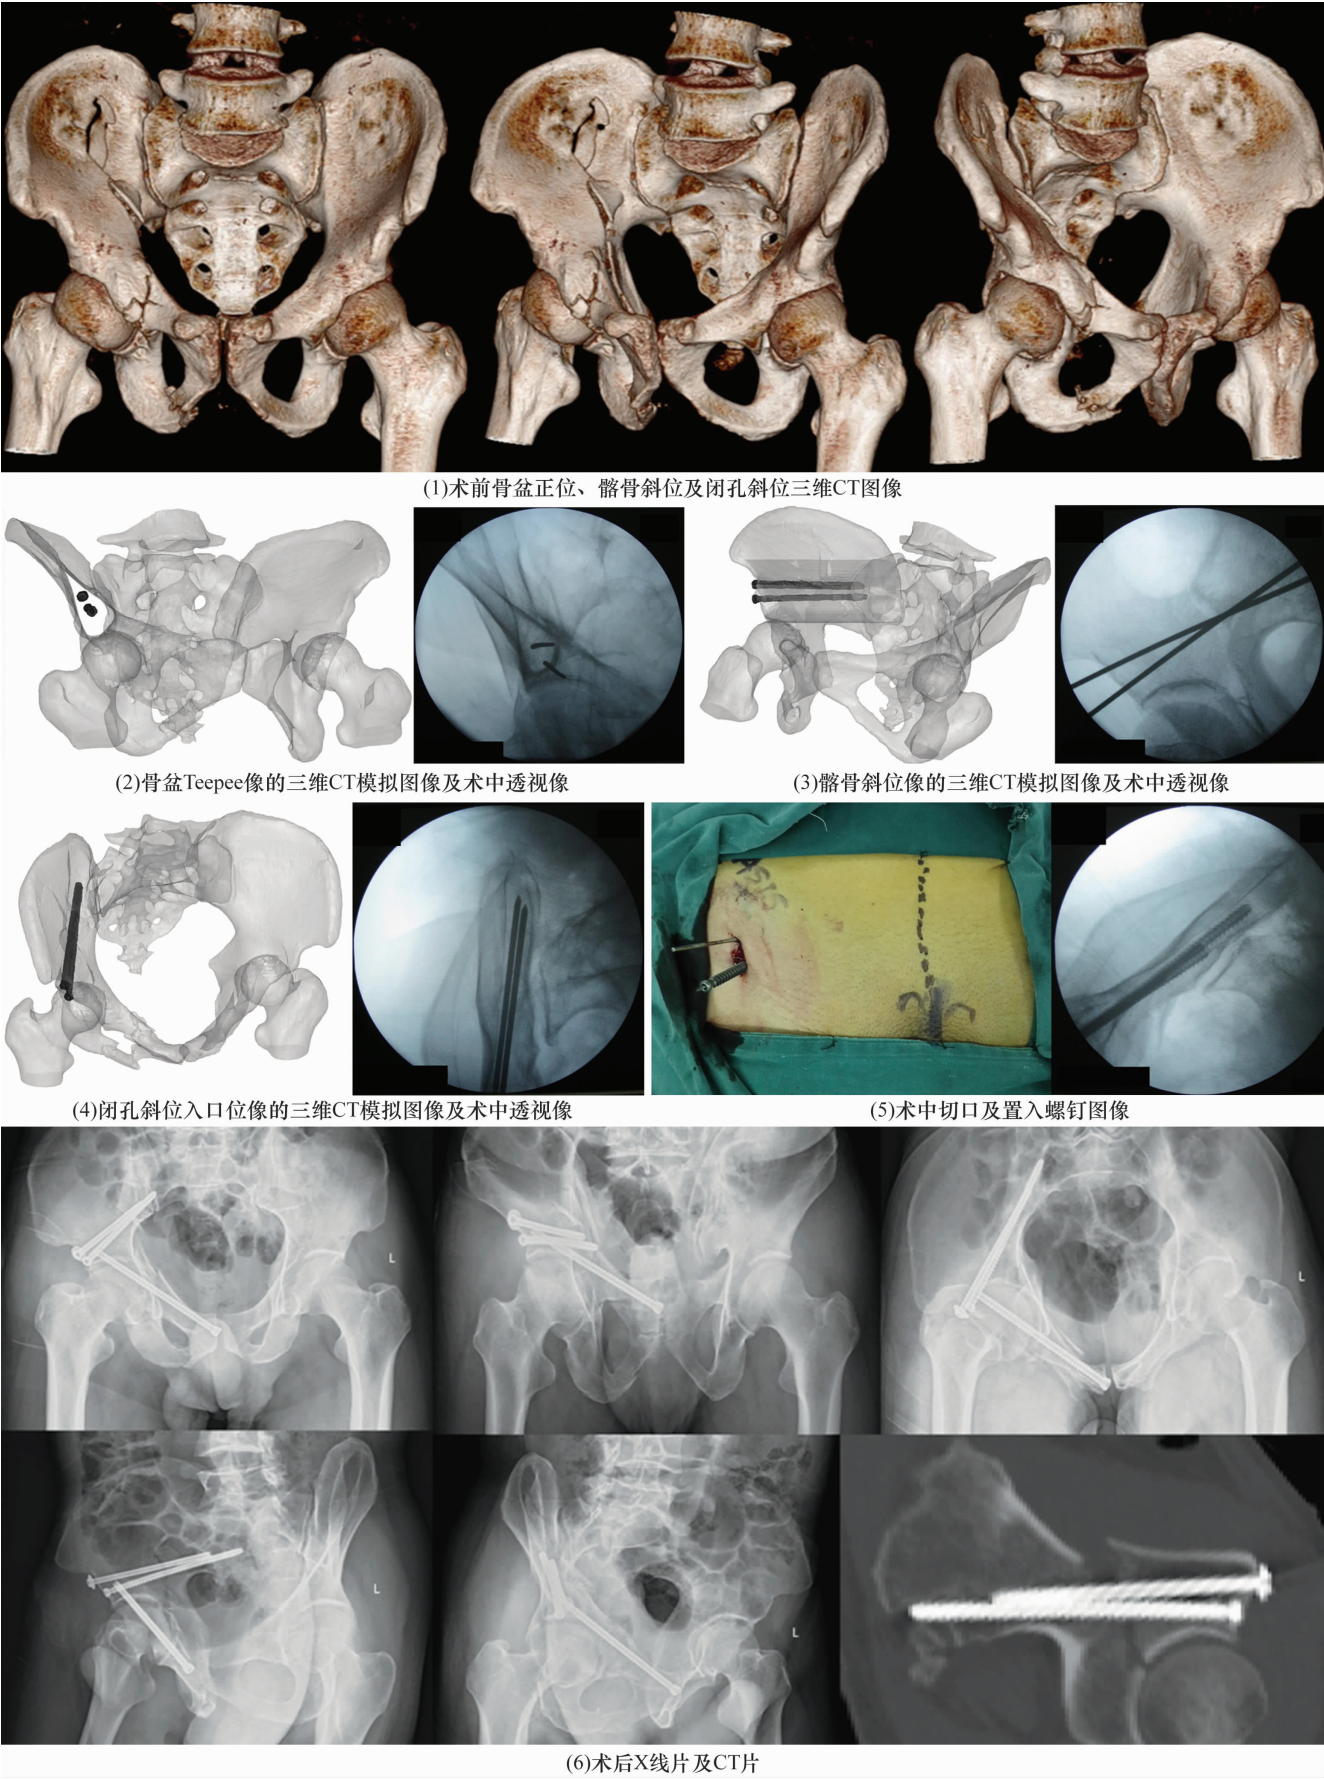 (1)术前骨盆正位、髂骨斜位及闭孔斜位三维CT图像
(2)骨盆Teepee像的三维CT模拟图像及术中透视像
(3)髂骨斜位像的三维CT模拟图像及术中透视像
(4)闭孔斜位入口位像的三维CT模拟图像及术中透视像
(5)术中切口及置入螺钉图像
L
L
L
L
(6)术后X线片及CT片